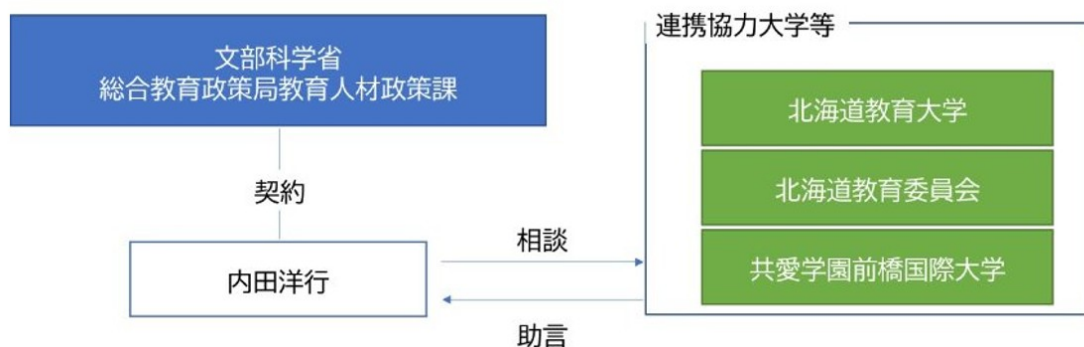 文部科学省
総合教育政策局教育人材政策課
契約
内田洋行
相談
助言
連携協力大学等
北海道教育大学
北海道教育委員会
共愛学園前橋国際大学